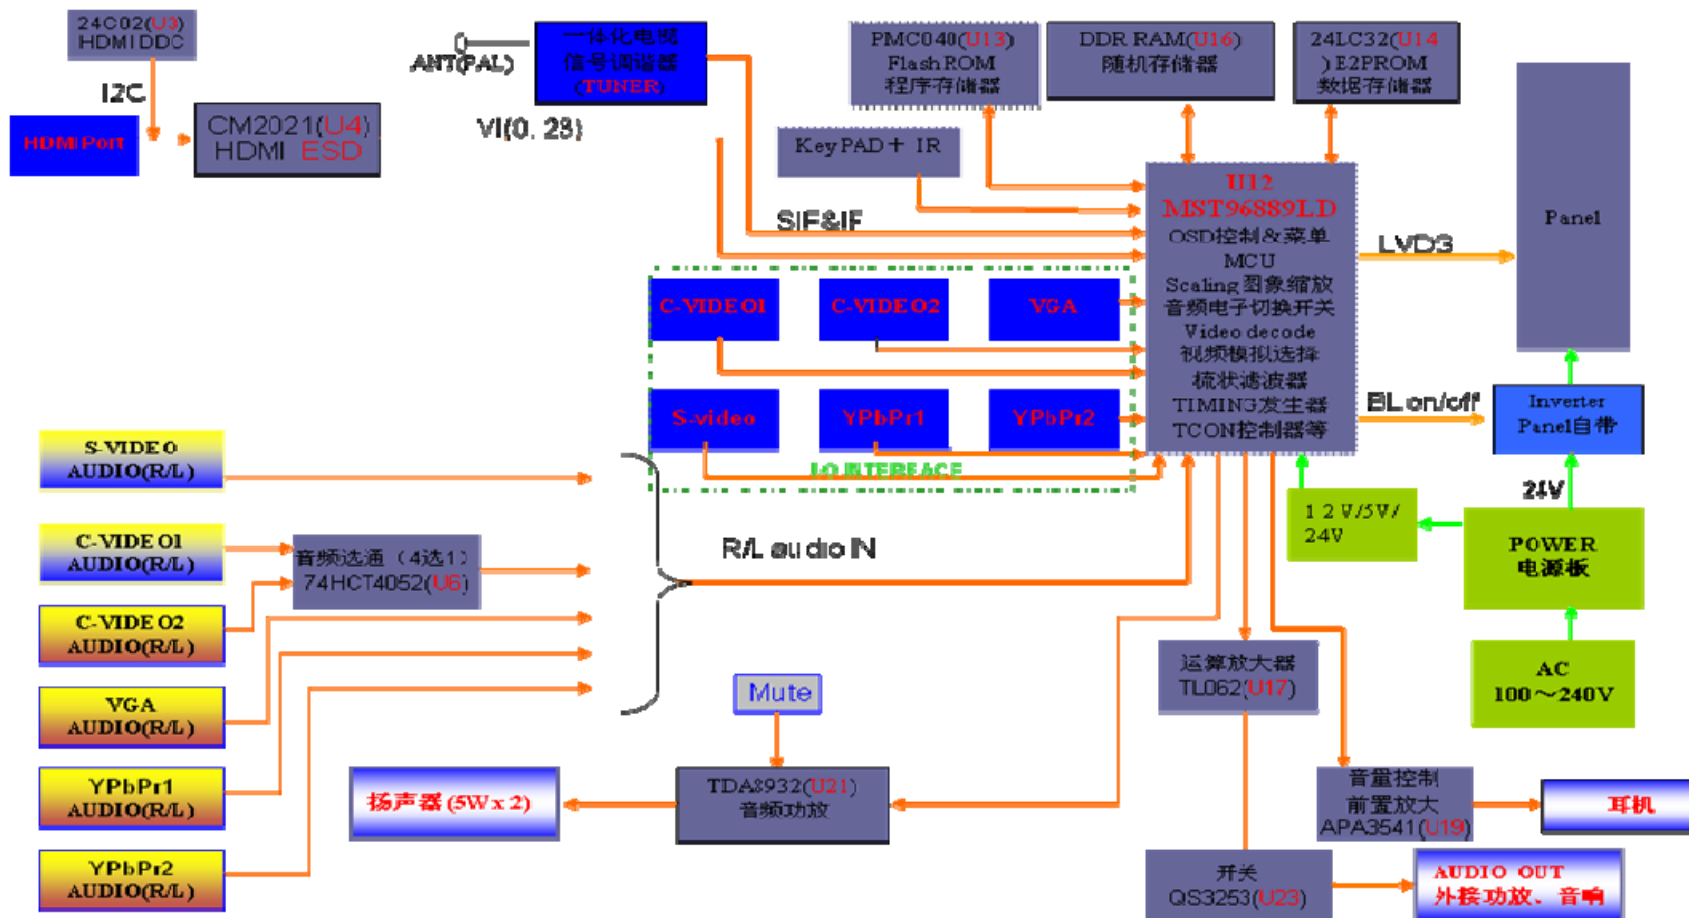 24C02(U3)
HDMI DDC
I2C
HDMI Port
CM2021(U4)
HDMI ESD
ANT(PAL)
一体化电视
信号调谐器
(TUNER)
VI(0. 28)
PMC040(U13)
Flash ROM
程序存储器
DDR RAM(U16)
随机存储器
24LC32(U14
) E2PROM
数据存储器
Key PAD＋ IR
SIF&IF
U12
MST96889LD
OSD控制＆菜单
MCU
Scaling 图象缩放
音频电子切换开关
Video decode
视频模拟选择
梳状滤波器
TIMING发生器
TCON控制器等
LVDS
Panel
BL on/off
Inverter
Panel自带
24V
C-VIDEO1
C-VIDEO2
VGA
S-video
YPbPr1
YPbPr2
I-O INTERFACE
S-VIDEO
AUDIO(R/L)
C-VIDEO1
AUDIO(R/L)
C-VIDEO2
AUDIO(R/L)
VGA
AUDIO(R/L)
YPbPr1
AUDIO(R/L)
YPbPr2
AUDIO(R/L)
音频选通（4选1）
74HCT4052(U6)
R/L audio IN
1 2 V/5V/
24V
POWER
电源板
AC
100～240V
Mute
TDA8932(U21)
音频功放
扬声器 (5W x 2)
运算放大器
TL062(U17)
音量控制
前置放大
APA3541(U19)
耳机
开关
QS3253(U23)
AUDIO OUT
外接功放、音响